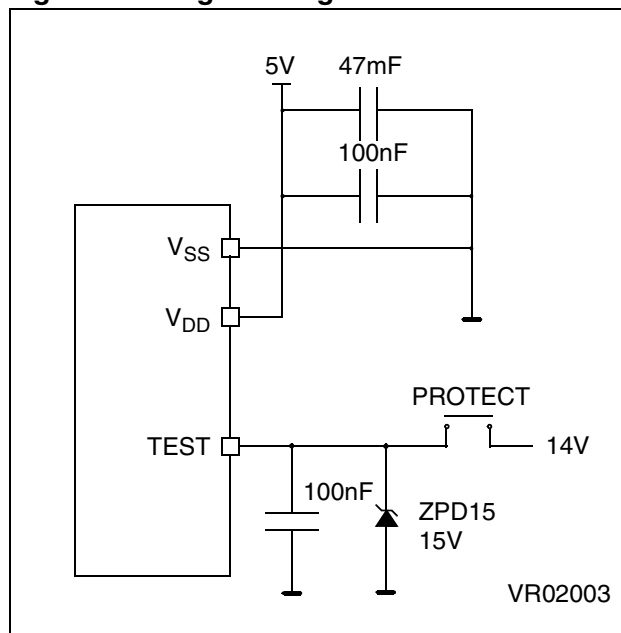 5V
47mF
100nF
VSS
VDD
PROTECT
TEST
14V
100nF
ZPD15
15V
VR02003